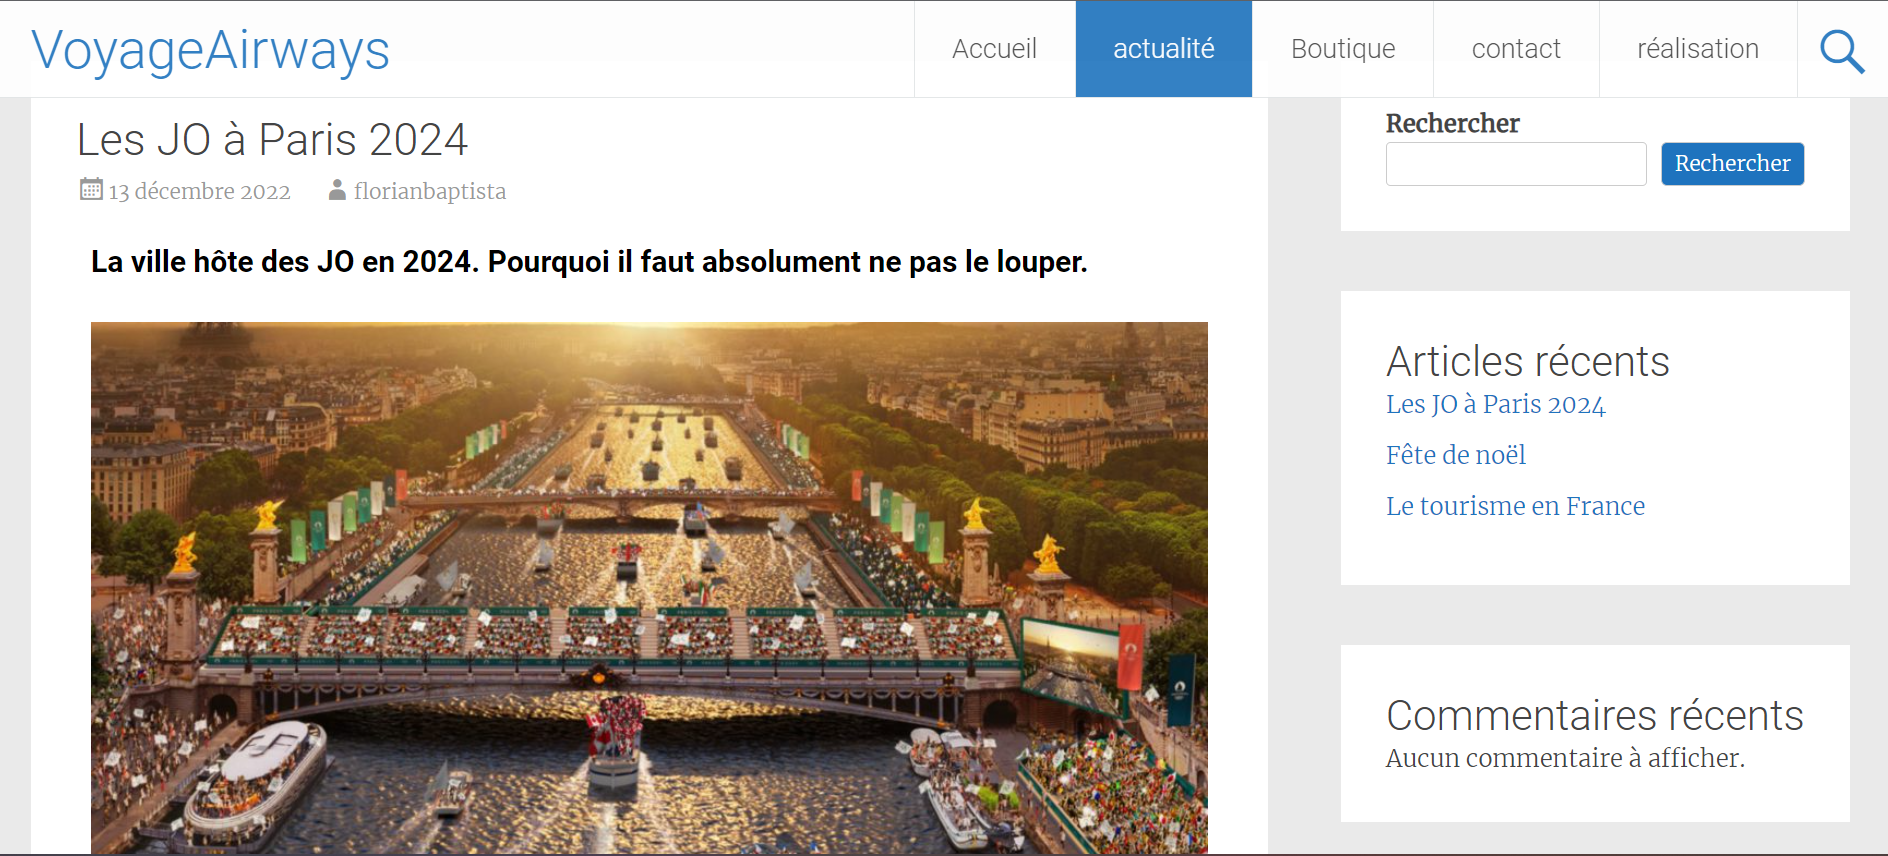 VoyageAirways
Accueil
actualité
Boutique
contact
réalisation
Les JO à Paris 2024
13 décembre 2022
florianbaptista
La ville hôte des JO en 2024. Pourquoi il faut absolument ne pas le louper.
Rechercher
Rechercher
Articles récents
Les JO à Paris 2024
Fête de noël
Le tourisme en France
Commentaires récents
Aucun commentaire à afficher.